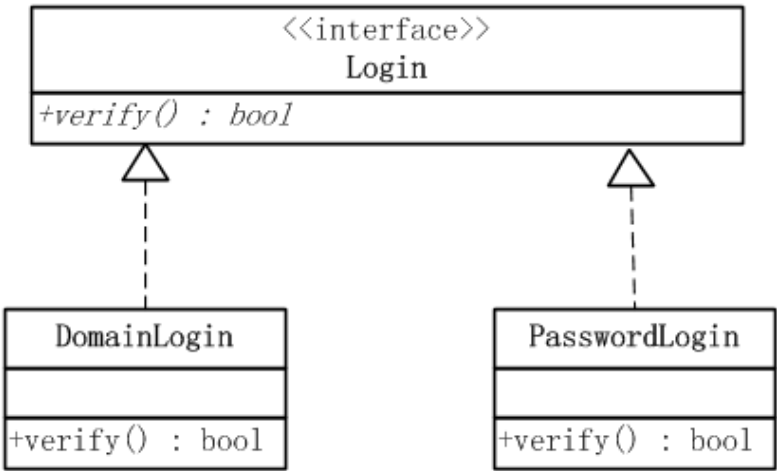 <<interface>>
Login
+verify() : bool
DomainLogin
+verify() : bool
PasswordLogin
+verify() : bool